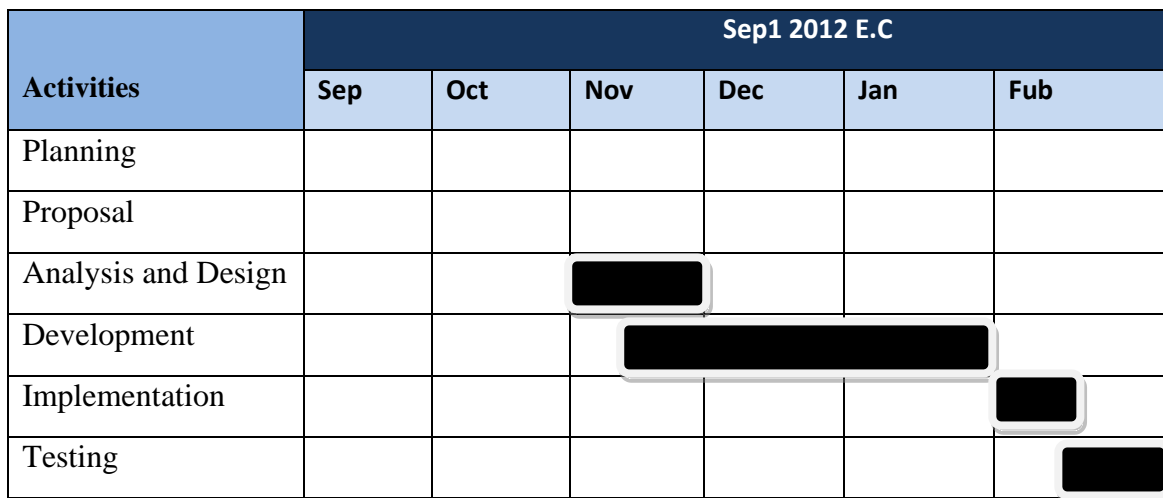 Sep1 2012 E.C
Activities Sep Oct Nov Dec Jan Fub
Planning
Proposal
Analysis and Design
Development
Implementation
Testing